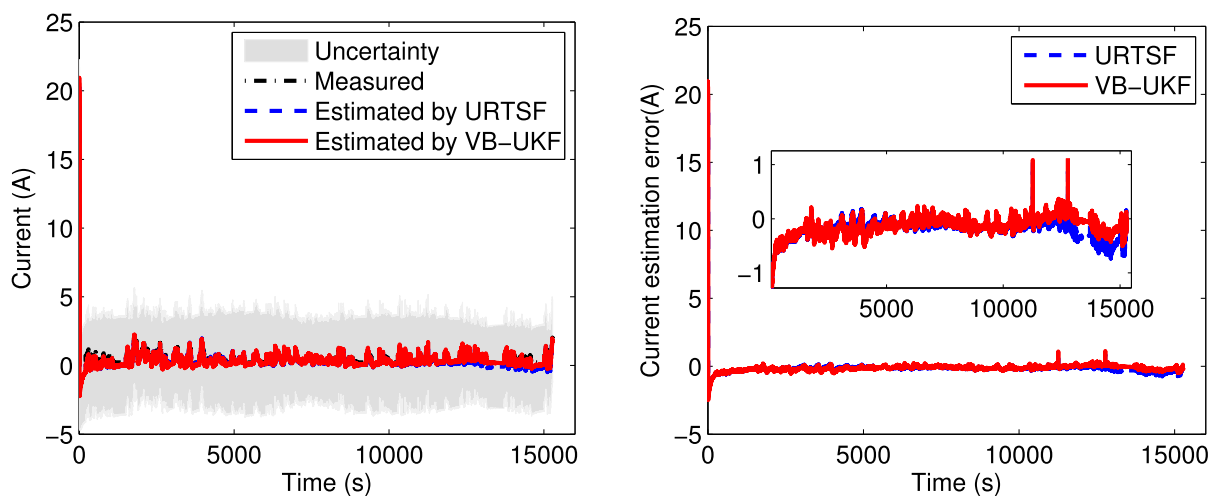 25
20
15
10
5
0
−5
Current (A)
Uncertainty
Measured
Estimated by URTSF
Estimated by VB−UKF
0
5000
10000
15000
Time (s)
25
20
15
10
5
0
−5
Current estimation error(A)
URTSF
VB−UKF
1
0
−1
5000
10000
15000
0
5000
10000
15000
Time (s)